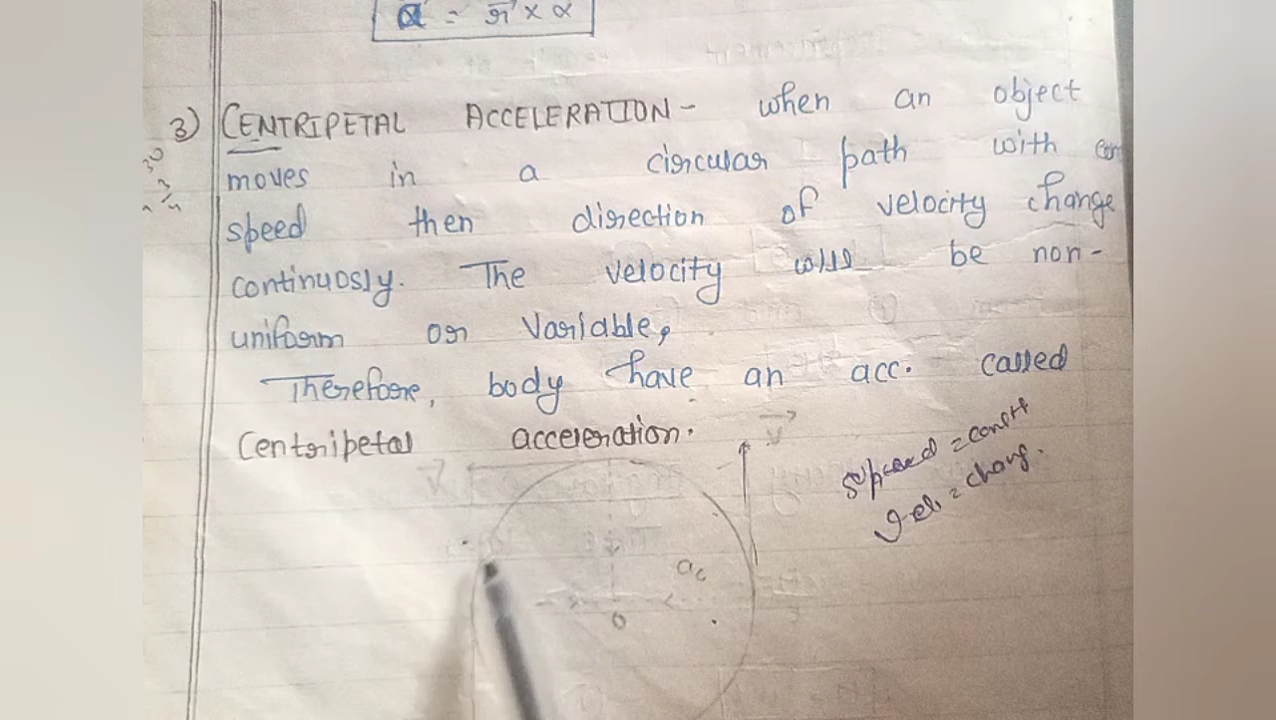 a = r⃗ × α
3) CENTRIPETAL ACCELERATION - when an object
moves in a circular path with
speed then direction of velocity change
continuosly. The velocity will be non-
uniform or variable,
Therefore, body have an acc. called
Centripetal acceleration.
V⃗
speed = constt
vel = chang.
V⃗
ac
O